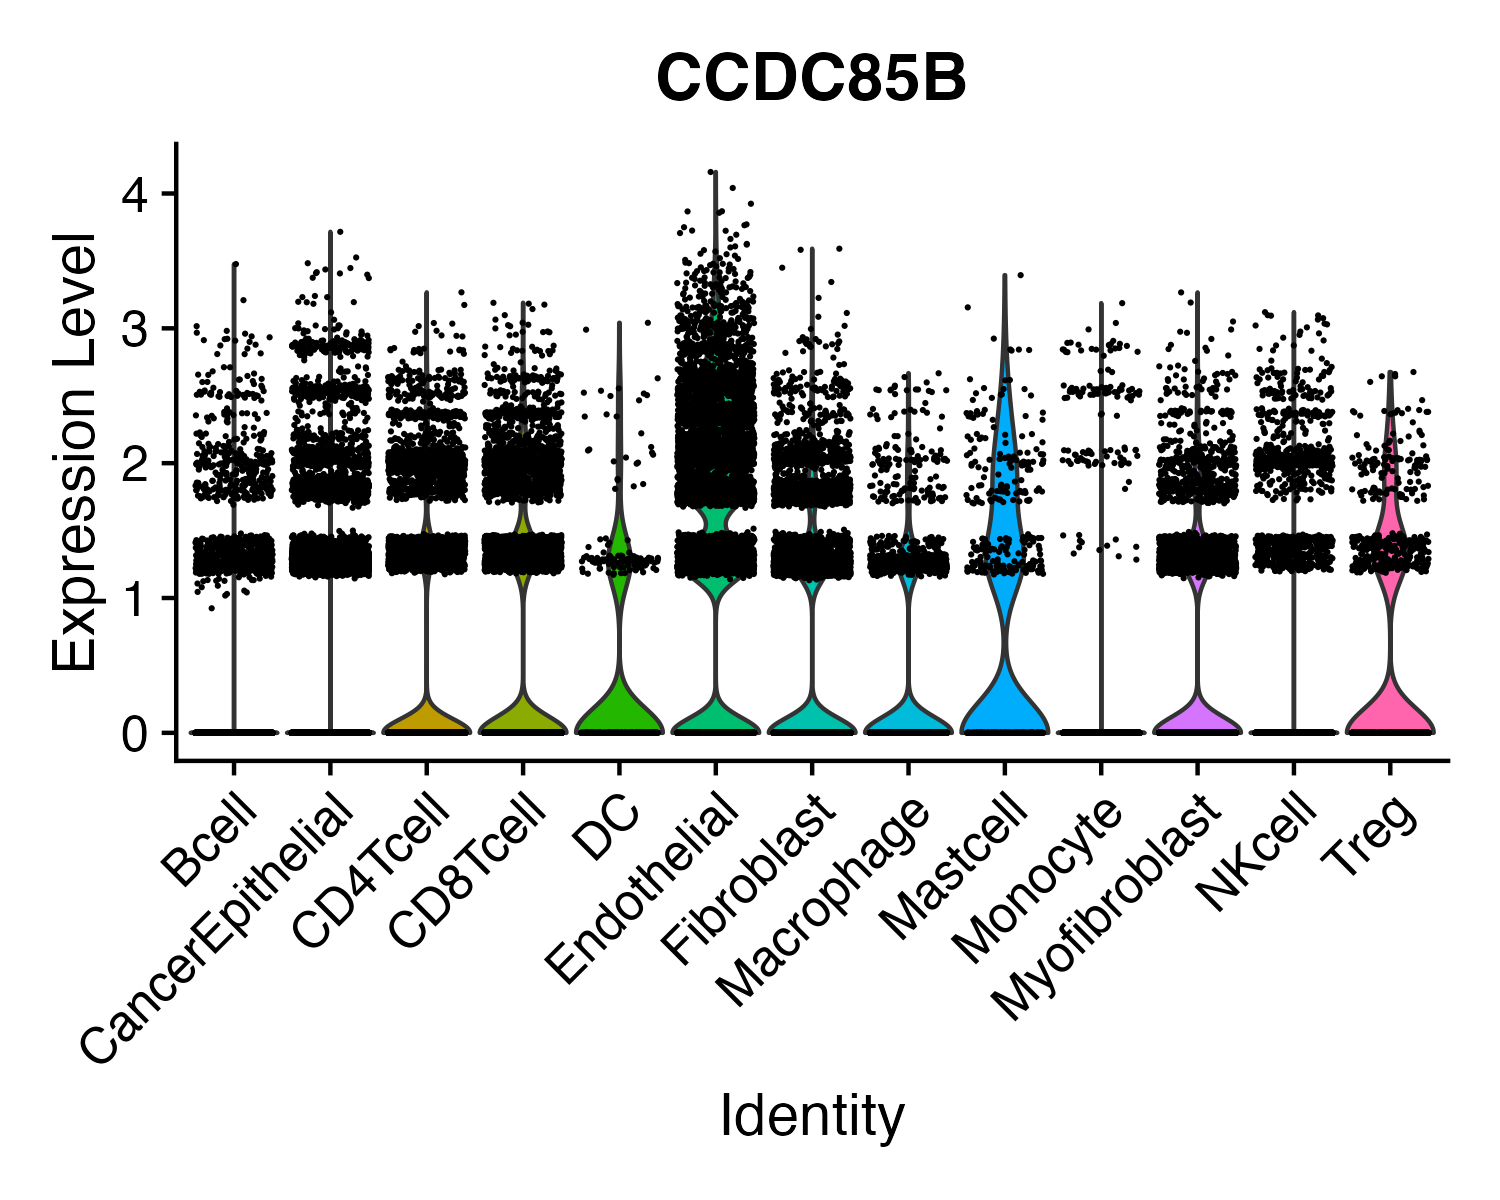 CCDC85B
Expression Level
4
3
2
1
0
Bcell
CancerEpithelial
CD4Tcell
CD8Tcell
DC
Endothelial
Fibroblast
Macrophage
Mastcell
Monocyte
Myofibroblast
NKcell
Treg
Identity